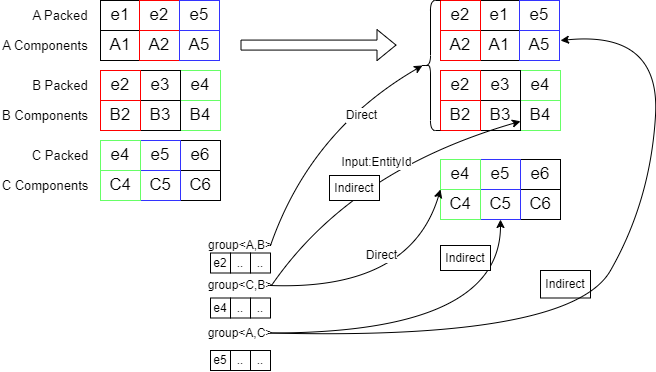 A Packed e1 e2 e5
A Components A1 A2 A5
B Packed e2 e3 e4
B Components B2 B3 B4
C Packed e4 e5 e6
C Components C4 C5 C6
e2 e1 e5
A2 A1 A5
e2 e3 e4
B2 B3 B4
e4 e5 e6
C4 C5 C6
Direct
Input:EntityId
Indirect
Direct
Indirect
Indirect
group<A,B>
e2 .. ..
group<C,B>
e4 .. ..
group<A,C>
e5 .. ..